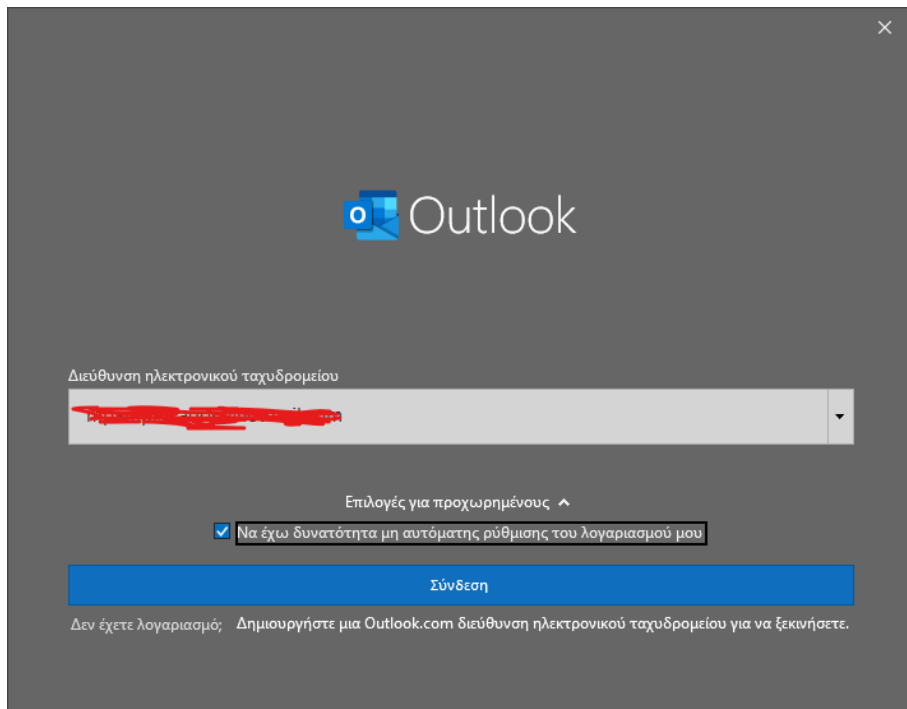 Outlook
Διεύθυνση ηλεκτρονικού ταχυδρομείου
Επιλογές για προχωρημένους
Να έχω δυνατότητα μη αυτόματης ρύθμισης του λογαριασμού μου
Σύνδεση
Δεν έχετε λογαριασμό; Δημιουργήστε μια Outlook.com διεύθυνση ηλεκτρονικού ταχυδρομείου για να ξεκινήσετε.